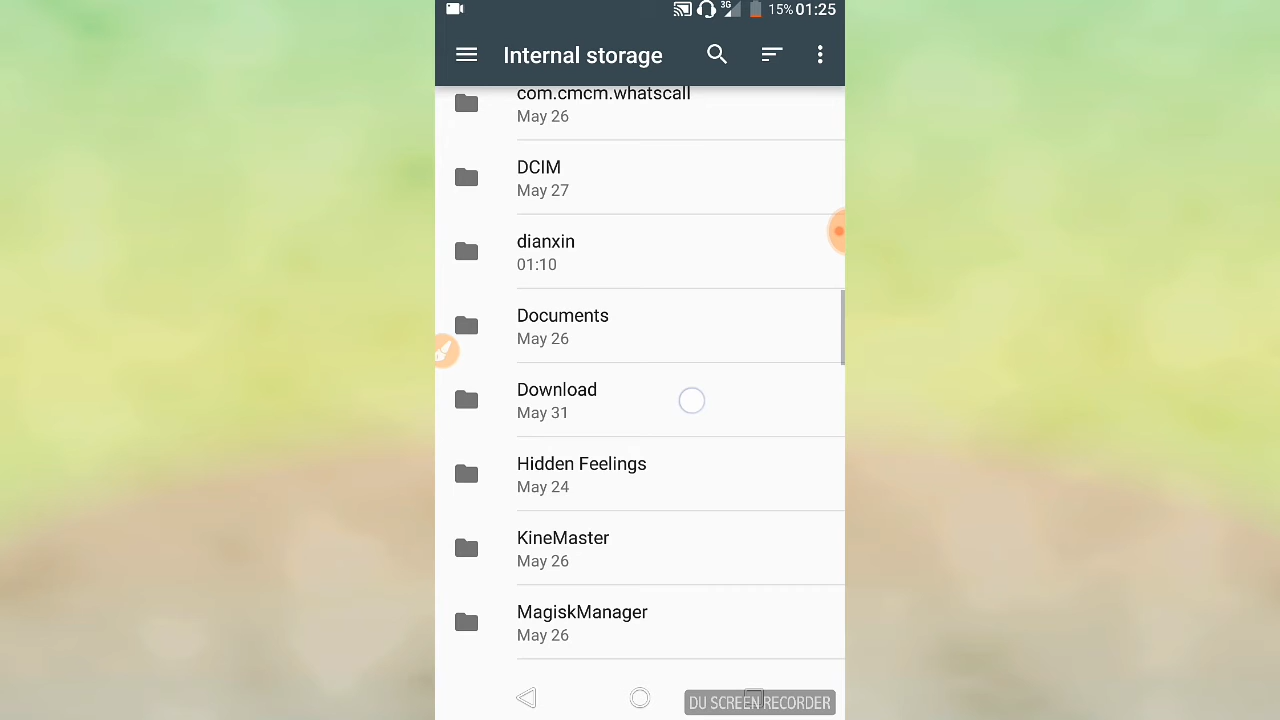 3G 15% 01:25
Internal storage
com.cmcm.whatscall
May 26
DCIM
May 27
dianxin
01:10
Documents
May 26
Download
May 31
Hidden Feelings
May 24
KineMaster
May 26
MagiskManager
May 26
DU SCREEN RECORDER